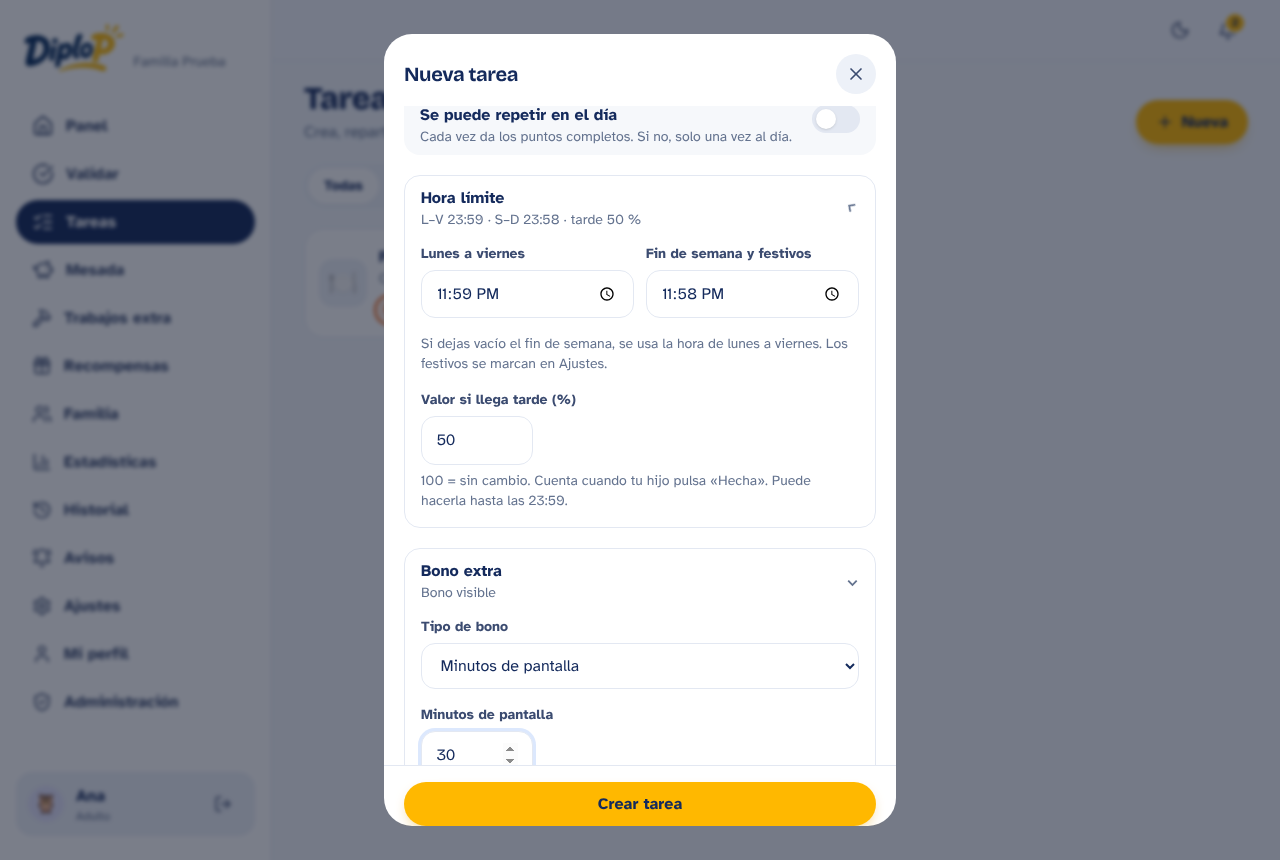 DiploP
Familia Prueba
Panel
Validar
Tareas
Mesada
Trabajos extra
Recompensas
Familia
Estadísticas
Historial
Avisos
Ajustes
Mi perfil
Administración
Ana
Adulto
Tarea
Crea, repar
Todas
Nueva
Nueva tarea
Se puede repetir en el día
Cada vez da los puntos completos. Si no, solo una vez al día.
Hora límite
L–V 23:59 · S–D 23:58 · tarde 50 %
Lunes a viernes
Fin de semana y festivos
11:59 PM
11:58 PM
Si dejas vacío el fin de semana, se usa la hora de lunes a viernes. Los
festivos se marcan en Ajustes.
Valor si llega tarde (%)
50
100 = sin cambio. Cuenta cuando tu hijo pulsa «Hecha». Puede
hacerla hasta las 23:59.
Bono extra
Bono visible
Tipo de bono
Minutos de pantalla
Minutos de pantalla
30
Crear tarea